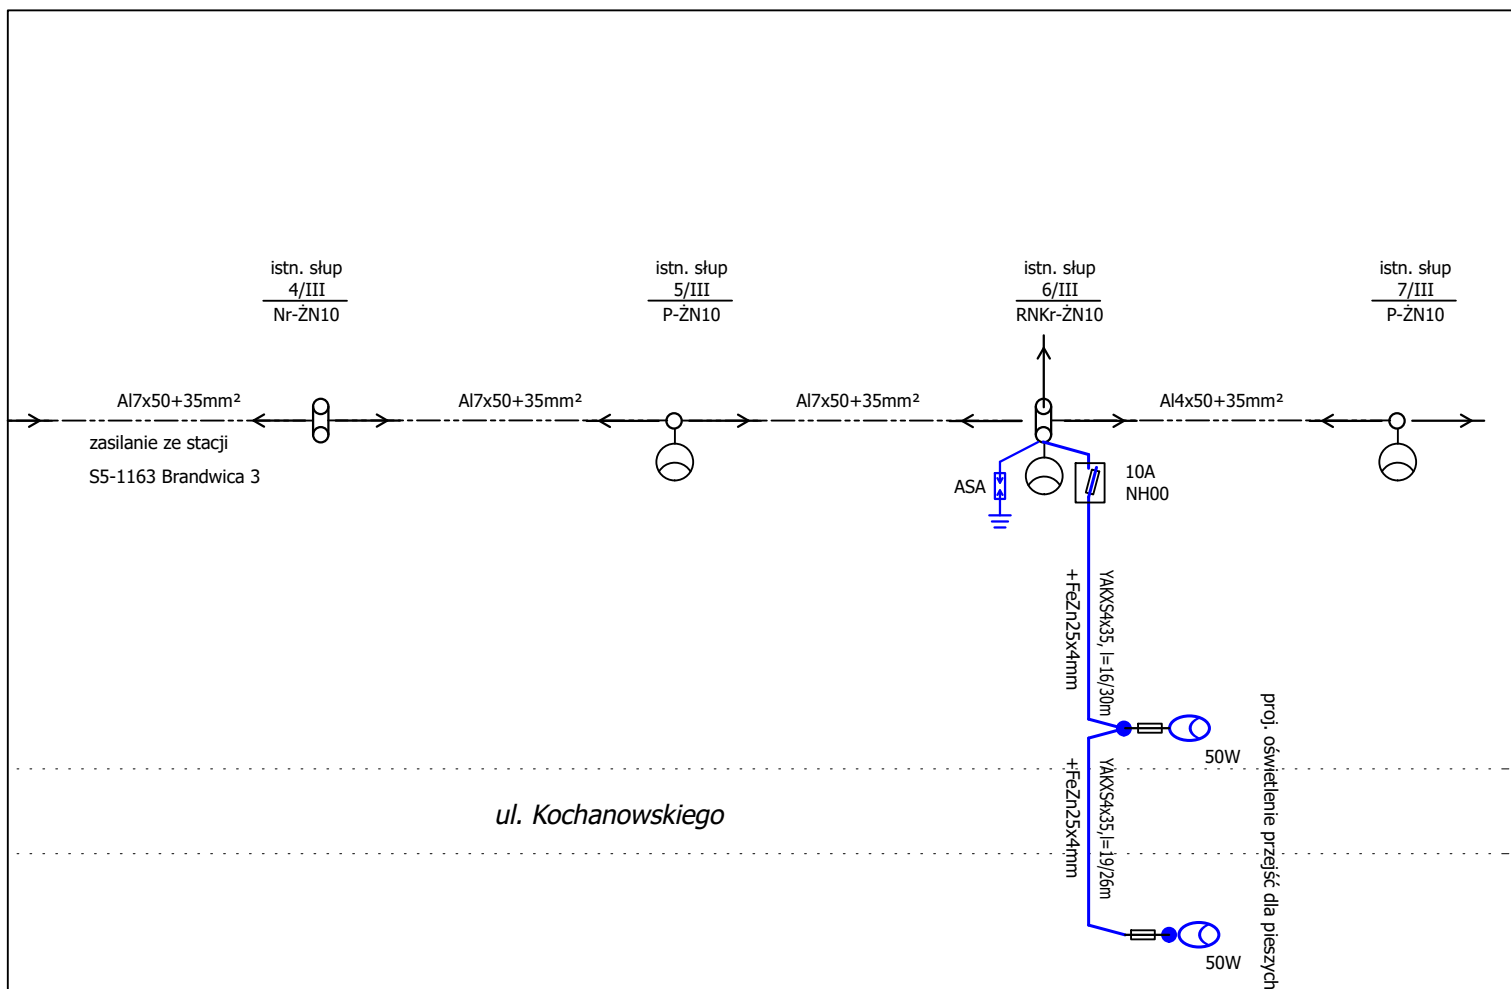 istn. słup
4/III
Nr-ŻN10
istn. słup
5/III
P-ŻN10
istn. słup
6/III
RNKr-ŻN10
istn. słup
7/III
P-ŻN10
Al7x50+35mm²
Al7x50+35mm²
Al7x50+35mm²
Al4x50+35mm²
zasilanie ze stacji
S5-1163 Brandwica 3
ASA
10A
NH00
YAKXS4x35, l=16/30m
+FeZn25x4mm
50W
YAKXS4x35,l=19/26m
+FeZn25x4mm
ul. Kochanowskiego
proj. oświetlenie przejść dla pieszych
50W